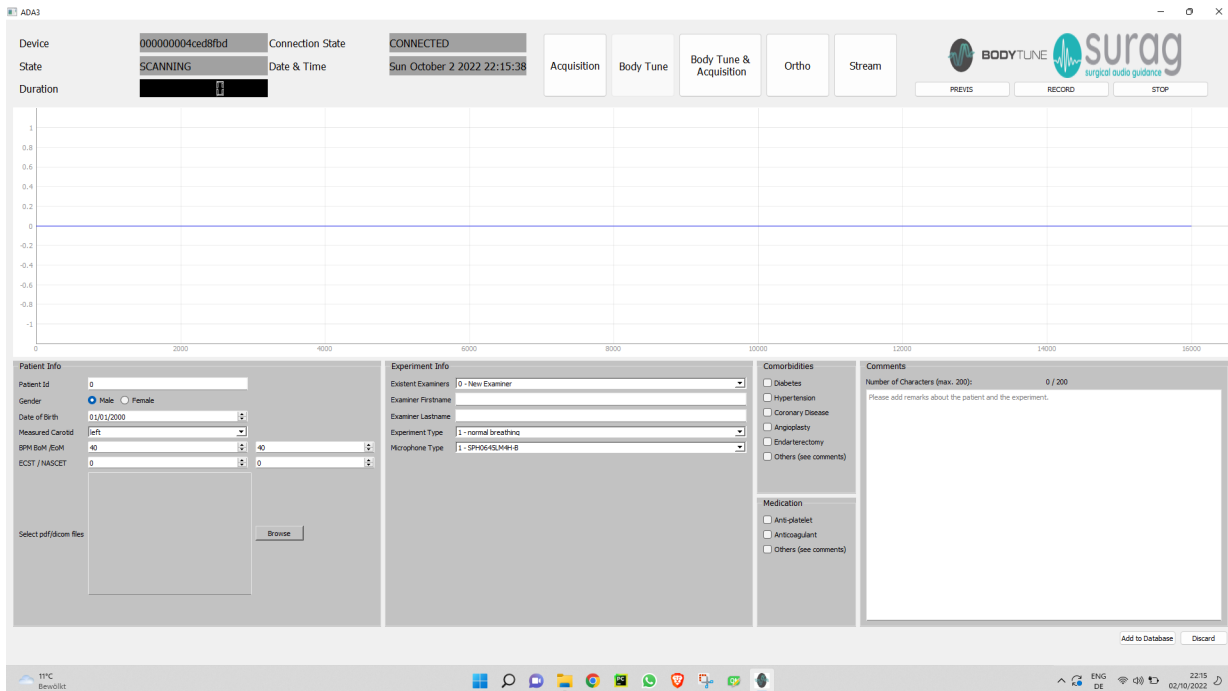 ADA3
Device 000000004ced8fbd Connection State CONNECTED
State SCANNING Date & Time Sun October 2 2022 22:15:38
Duration 0
Acquisition Body Tune Body Tune & Acquisition Ortho Stream
BODYTUNE surag
surgical audio guidance
PREVIS RECORD STOP
1
0.8
0.6
0.4
0.2
0
-0.2
-0.4
-0.6
-0.8
-1
0 2000 4000 6000 8000 10000 12000 14000 16000
Patient Info
Patient Id 0
Gender Male Female
Date of Birth 01/01/2000
Measured Carotid left
BPM BoM /EoM 40 40
ECST / NASCET 0 0
Select pdf/dicom files Browse
Experiment Info
Existent Examiners 0 - New Examiner
Examiner Firstname
Examiner Lastname
Experiment Type 1 - normal breathing
Microphone Type 1 - SPH0645LM4H-B
Comorbidities
Diabetes
Hypertension
Coronary Disease
Angioplasty
Endarterectomy
Others (see comments)
Medication
Anti-platelet
Anticoagulant
Others (see comments)
Comments
Number of Characters (max. 200): 0 / 200
Please add remarks about the patient and the experiment.
Add to Database Discard
11°C
Bewölkt
PC
ENG
DE
22:15
02/10/2022